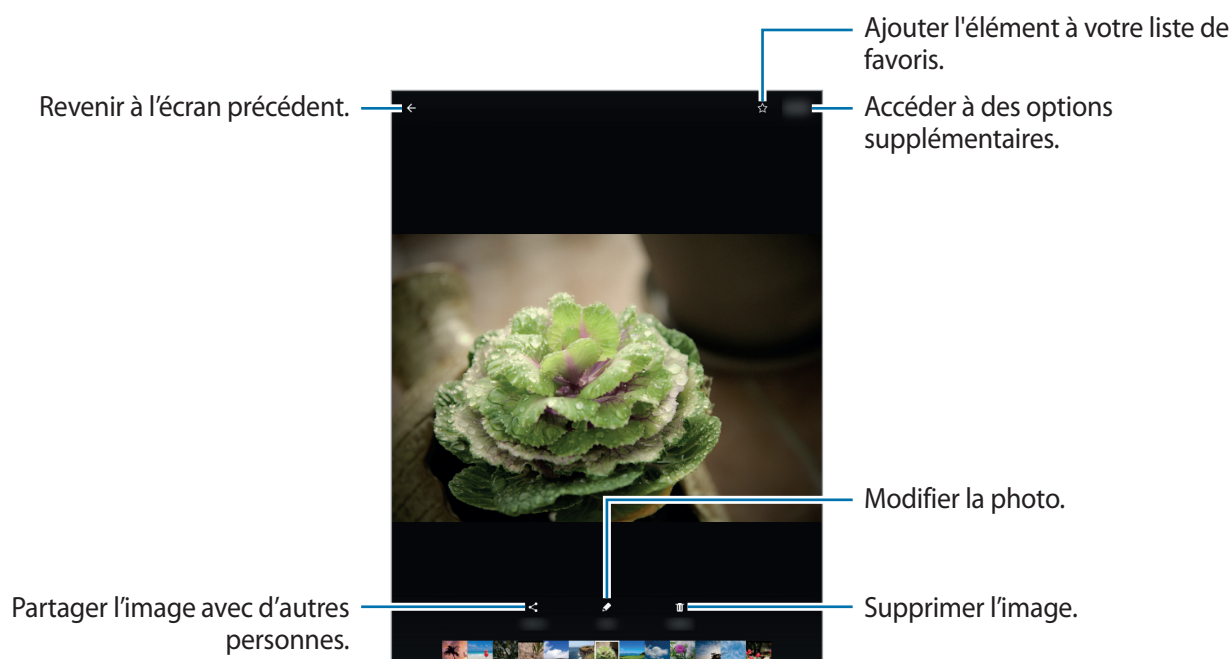 Ajouter l'élément à votre liste de
favoris.
Revenir à l’écran précédent.
Accéder à des options
supplémentaires.
Modifier la photo.
Partager l’image avec d’autres
personnes.
Supprimer l’image.